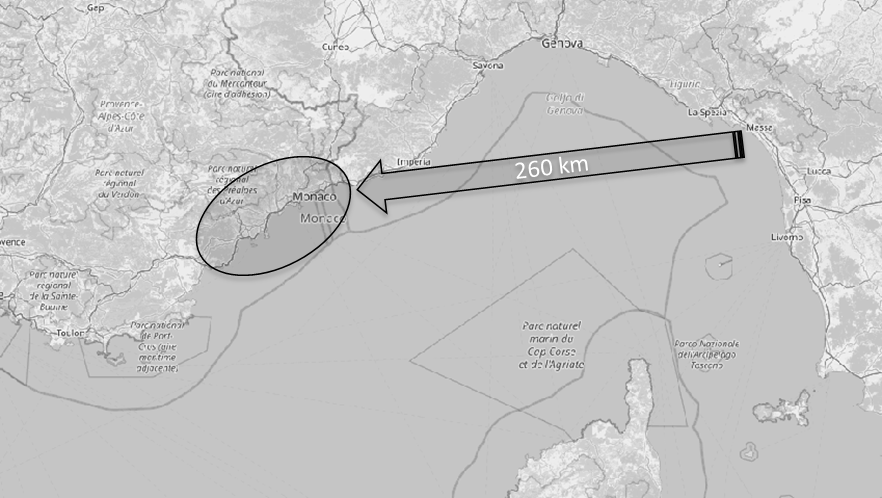 Gap
Cuneo
Genova
Savona
Parc national
du Mercantour
(aire d'adhésion)
Liguria
Golfo di
Genova
Provence-
Alpes-Côte
d'Azur
La Spezia
Massa
Imperia
260 km
Parc naturel
régional
du Verdon
Parc naturel
régional
des Préalpes
d'Azur
Lucca
Monaco
Monaco
Pisa
Livorno
ovence
Parc naturel
régional
de la Sainte-
Baume
Toulon
Parc national
de Port-
Cros (aire
maritime
adjacente)
Parc naturel
marin du
Cap Corse
et de l'Agriate
Parco Nazionale
dell'Arcipelago
Toscano